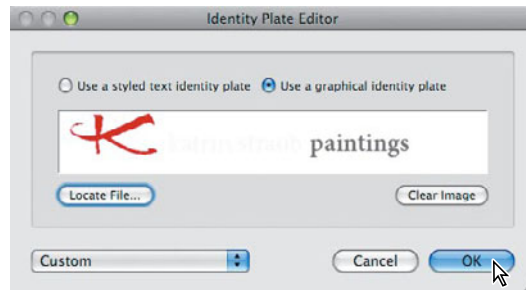 Identity Plate Editor
Use a styled text identity plate Use a graphical identity plate
K katrin straub paintings
Locate File... Clear Image
Custom Cancel OK